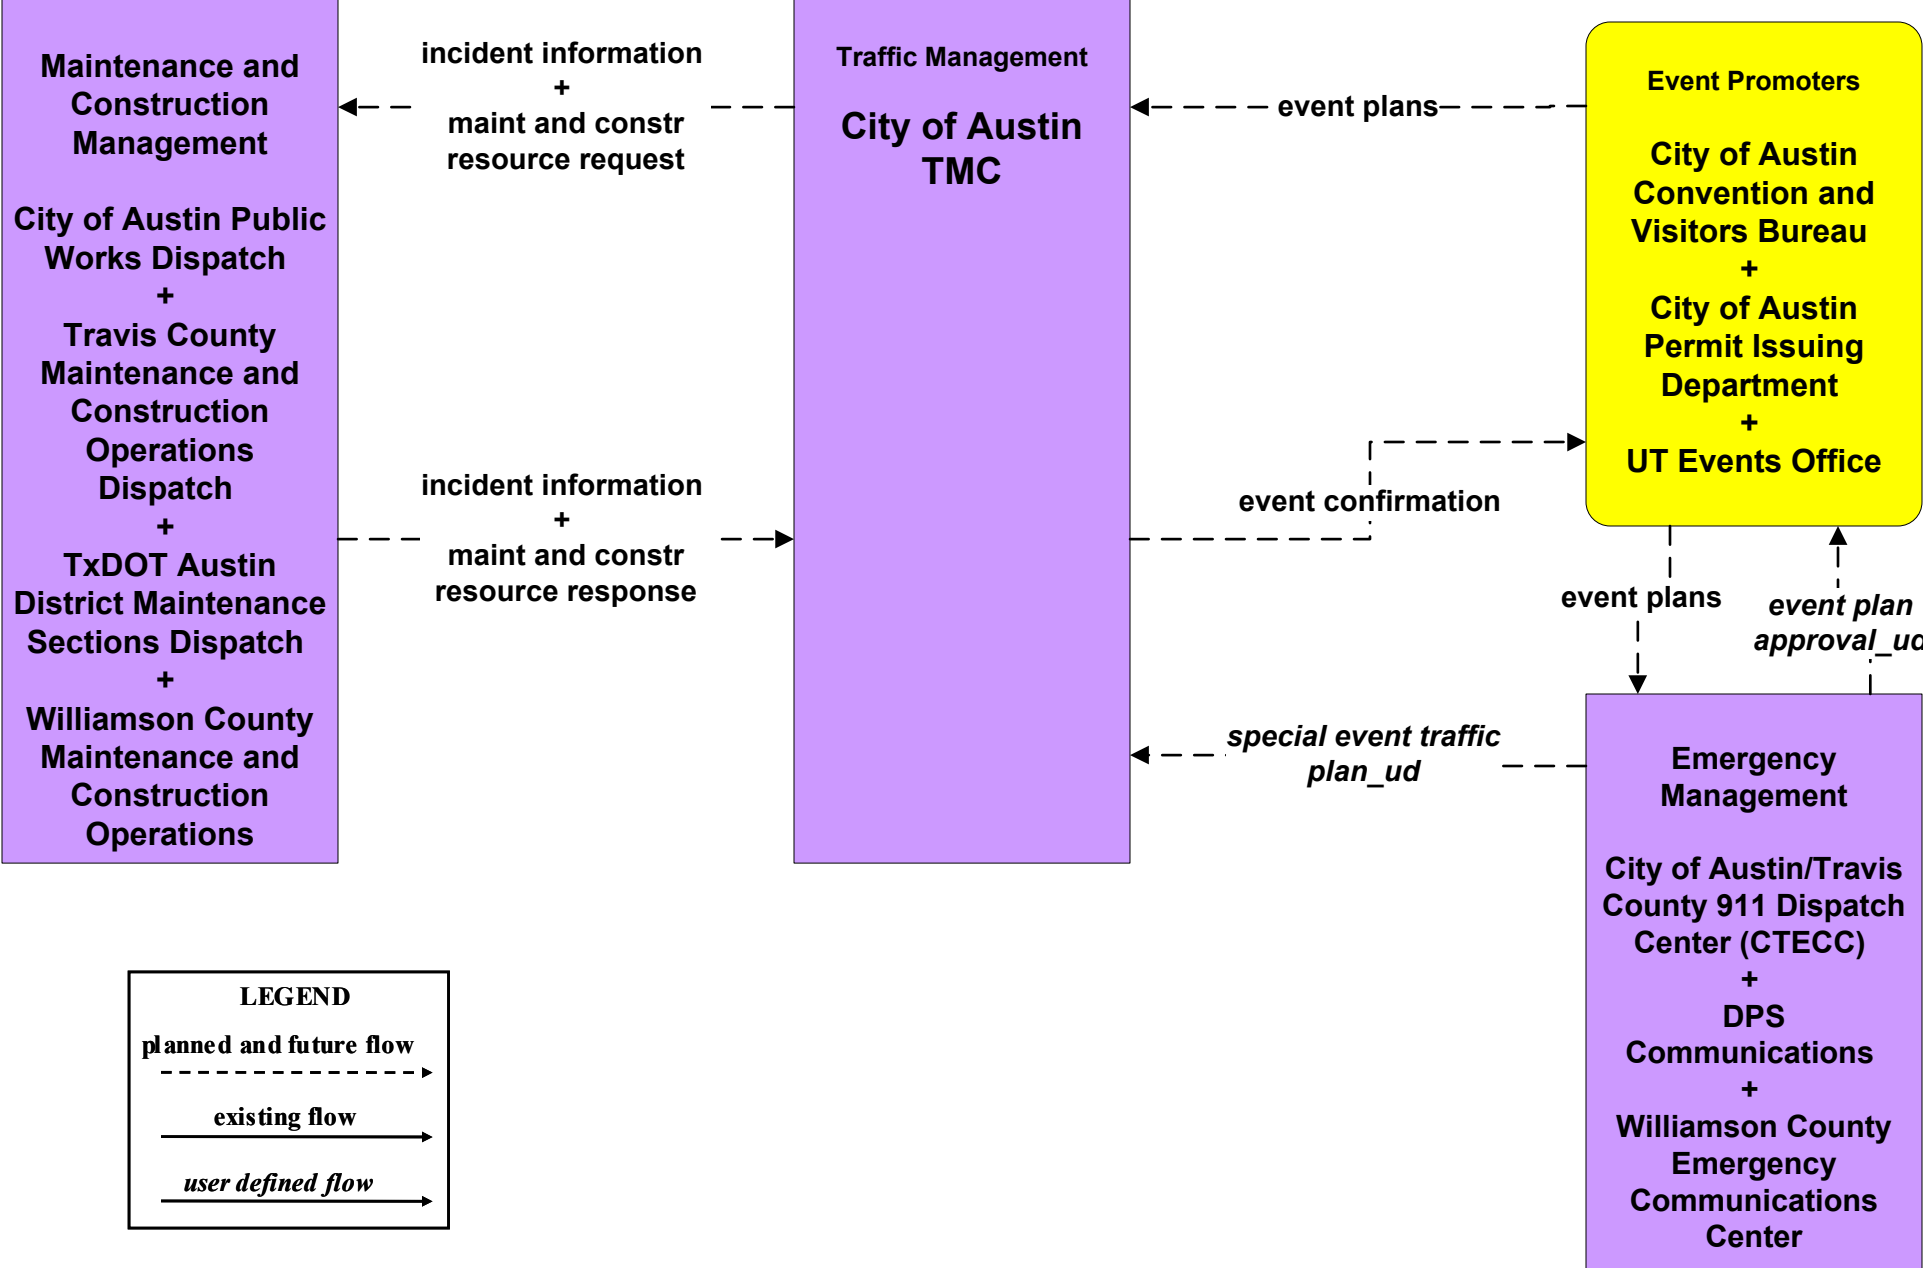 Maintenance and
Construction
Management
City of Austin Public
Works Dispatch
+
Travis County
Maintenance and
Construction
Operations
Dispatch
+
TxDOT Austin
District Maintenance
Sections Dispatch
+
Williamson County
Maintenance and
Construction
Operations
incident information
+
maint and constr
resource request
incident information
+
maint and constr
resource response
Traffic Management
City of Austin
TMC
event plans
event confirmation
special event traffic
plan_ud
Event Promoters
City of Austin
Convention and
Visitors Bureau
+
City of Austin
Permit Issuing
Department
+
UT Events Office
event plans
event plan
approval_ud
Emergency
Management
City of Austin/Travis
County 911 Dispatch
Center (CTECC)
+
DPS
Communications
+
Williamson County
Emergency
Communications
Center
LEGEND
planned and future flow
existing flow
user defined flow